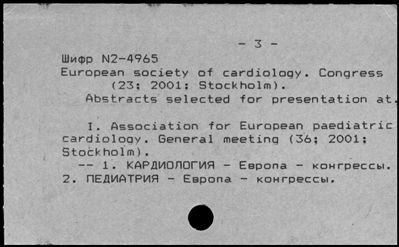 - 3 -
Шифр N2-4965
European society of cardiology. Congress
(23; 2001; Stockholm).
Abstracts selected for presentation at.
I. Association for European paediatric
cardiology. General meeting (36; 2001;
Stockholm).
-- 1. КАРДИОЛОГИЯ - Европа - конгрессы.
2. ПЕДИАТРИЯ - Европа - конгрессы.